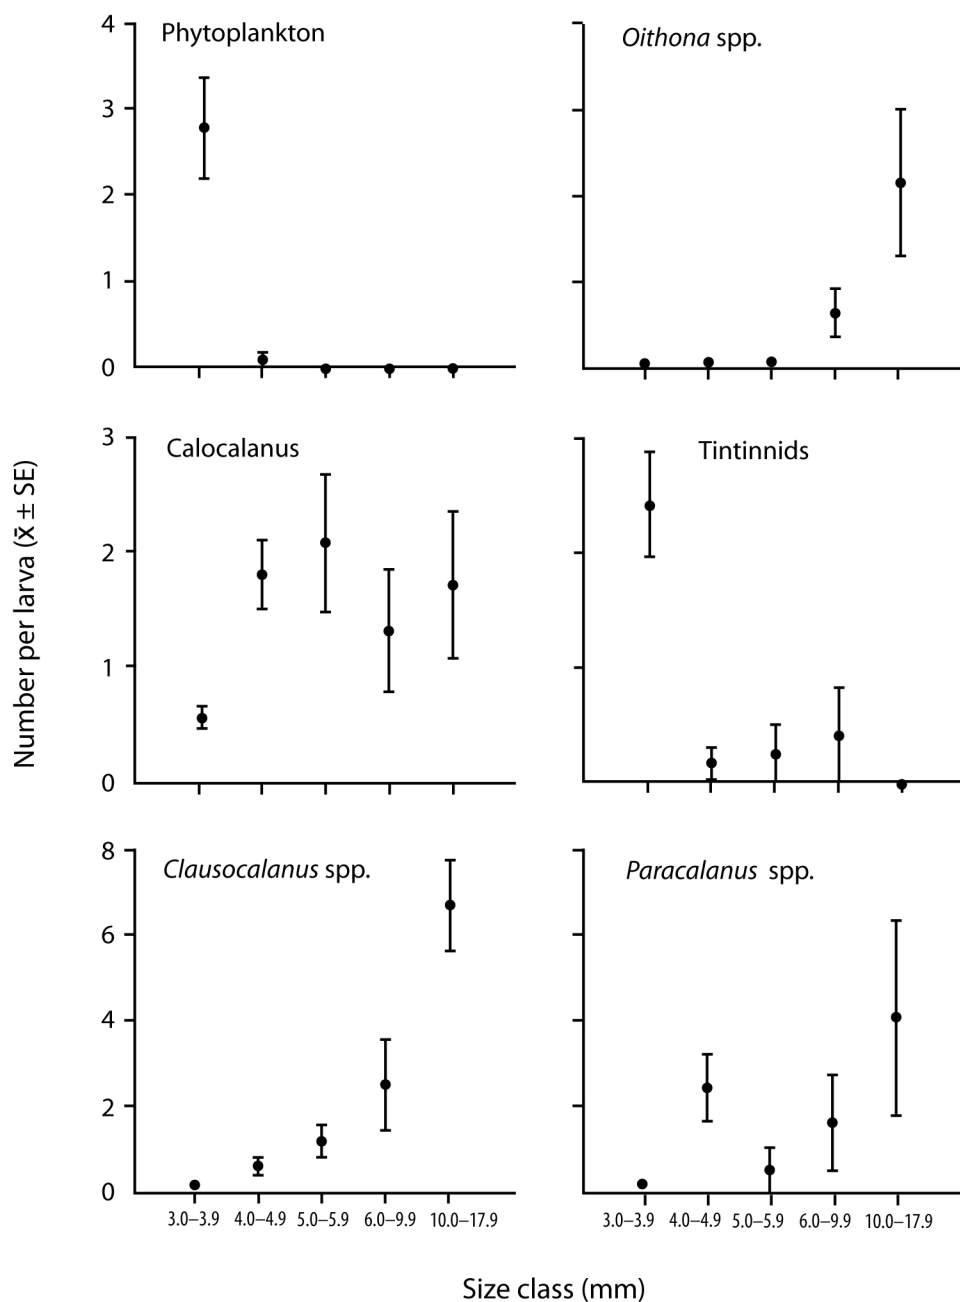 Phytoplankton
4
3
2
1
0
Oithona spp.
Number per larva (x̄ ± SE)
Calocalanus
3
2
1
0
Tintinnids
Clausocalanus spp.
8
6
4
2
0
3.0–3.9 4.0–4.9 5.0–5.9 6.0–9.9 10.0–17.9
Paracalanus spp.
3.0–3.9 4.0–4.9 5.0–5.9 6.0–9.9 10.0–17.9
Size class (mm)